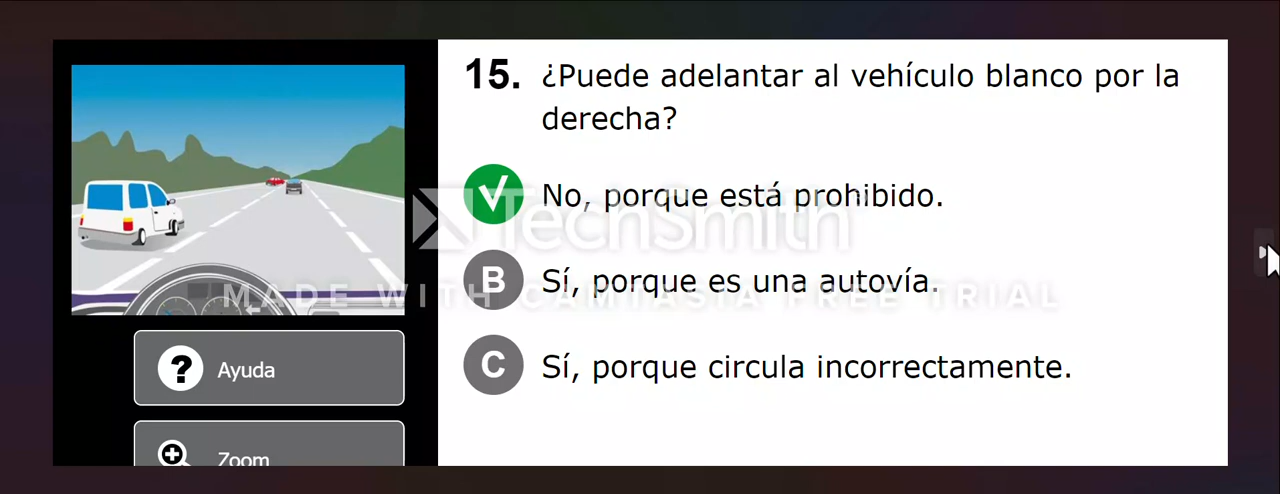 15. ¿Puede adelantar al vehículo blanco por la
derecha?
No, porque está prohibido.
B Sí, porque es una autovía.
C Sí, porque circula incorrectamente.
? Ayuda
Zoom
TechSmith
MADE WITH CAMTASIA FREE TRIAL